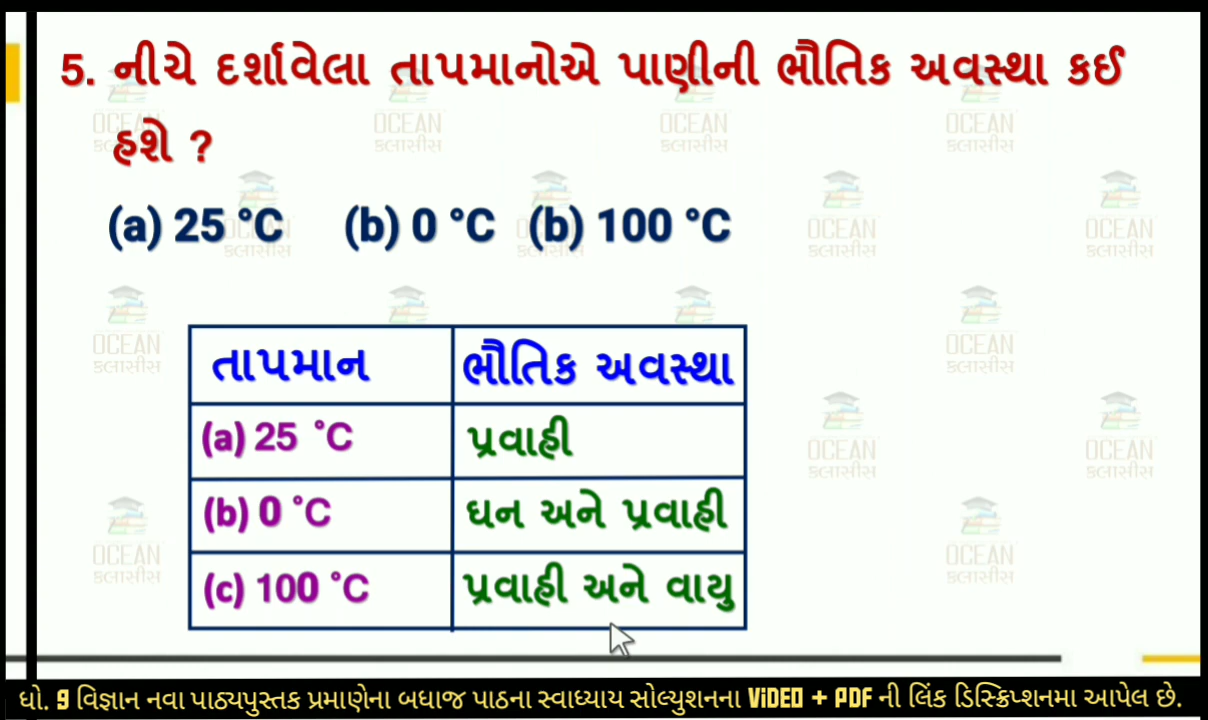 5. નીચે દર્શાવેલા તાપમાનોએ પાણીની ભૌતિક અવસ્થા કઈ
હશે ?
(a) 25 °C (b) 0 °C (b) 100 °C
તાપમાન ભૌતિક અવસ્થા
(a) 25 °C પ્રવાહી
(b) 0 °C ઘન અને પ્રવાહી
(c) 100 °C પ્રવાહી અને વાયુ
OCEAN
ક્લાસીસ
ધો. 9 વિજ્ઞાન નવા પાઠ્યપુસ્તક પ્રમાણેના બધાજ પાઠના સ્વાધ્યાય સોલ્યુશનના ViDEO + PDF ની લિંક ડિસ્ક્રિપ્શનમા આપેલ છે.